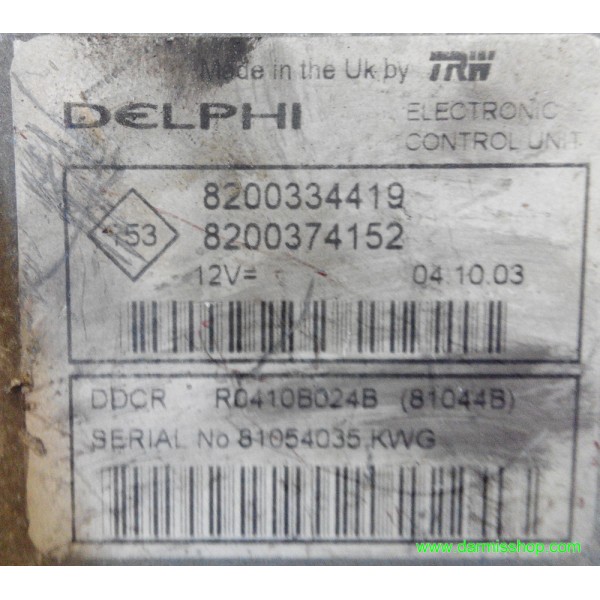 Made in the Uk by TRW
DELPHI
ELECTRONIC
CONTROL UNIT
8200334419
153
8200374152
12V=
04.10.03
DDCR R0410B024B (81044B)
SERIAL No 81054035 KWG
www.darmisshop.com